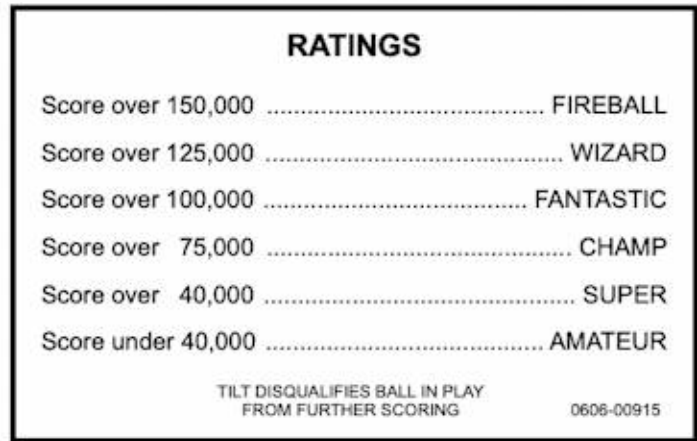 RATINGS
Score over 150,000 ..................................... FIREBALL
Score over 125,000 ....................................... WIZARD
Score over 100,000 .................................. FANTASTIC
Score over 75,000 ......................................... CHAMP
Score over 40,000 .......................................... SUPER
Score under 40,000 ..................................... AMATEUR
TILT DISQUALIFIES BALL IN PLAY
FROM FURTHER SCORING 0606-00915